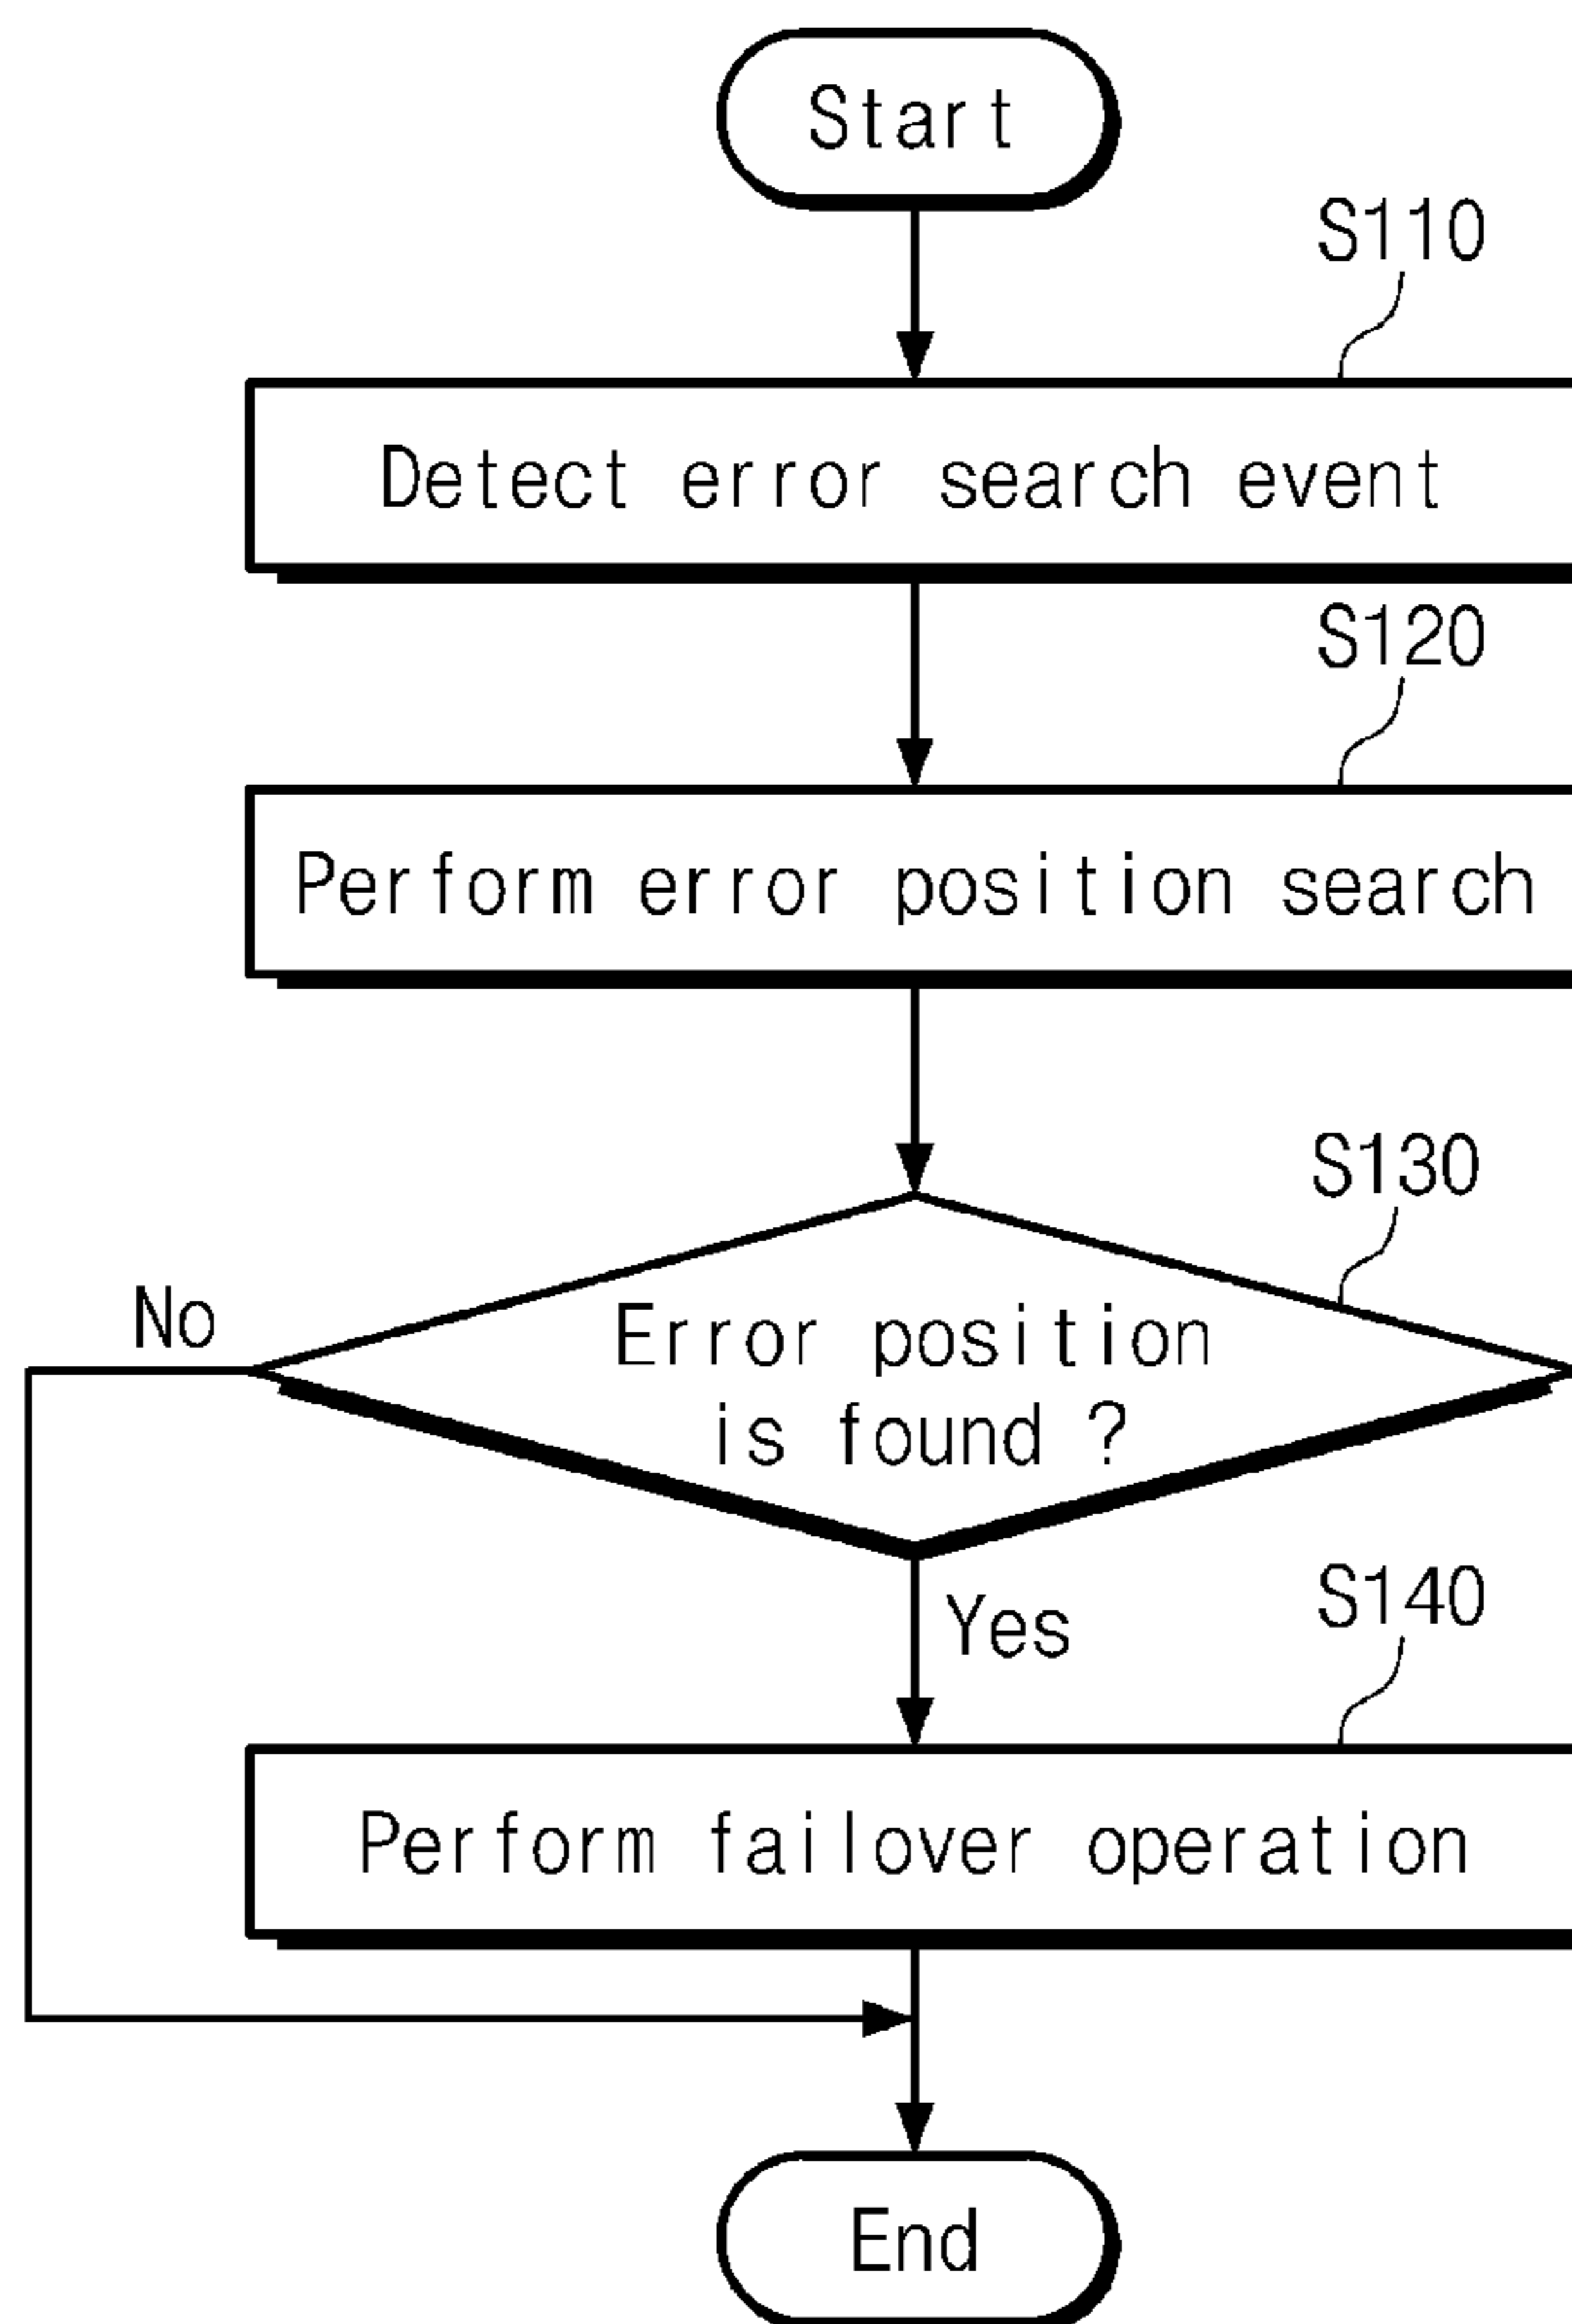 Start
S110
Detect error search event
S120
Perform error position search
S130
No
Error position
is found ?
Yes
S140
Perform failover operation
End